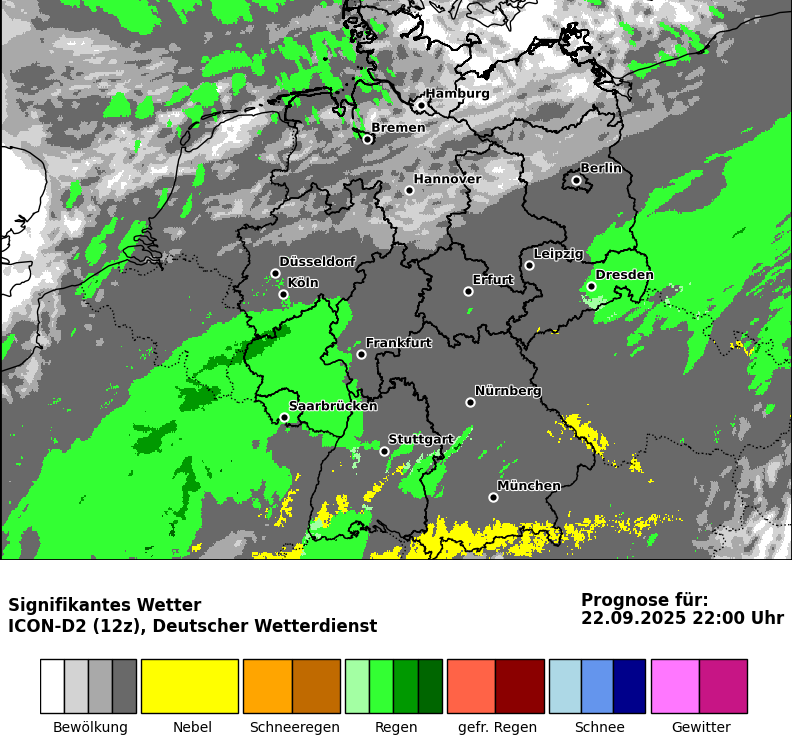 Hamburg
Bremen
Berlin
Hannover
Leipzig
Düsseldorf
Dresden
Köln
Erfurt
Frankfurt
Nürnberg
Saarbrücken
Stuttgart
München
Signifikantes Wetter
ICON-D2 (12z), Deutscher Wetterdienst
Prognose für:
22.09.2025 22:00 Uhr
Bewölkung Nebel Schneeregen Regen gefr. Regen Schnee Gewitter